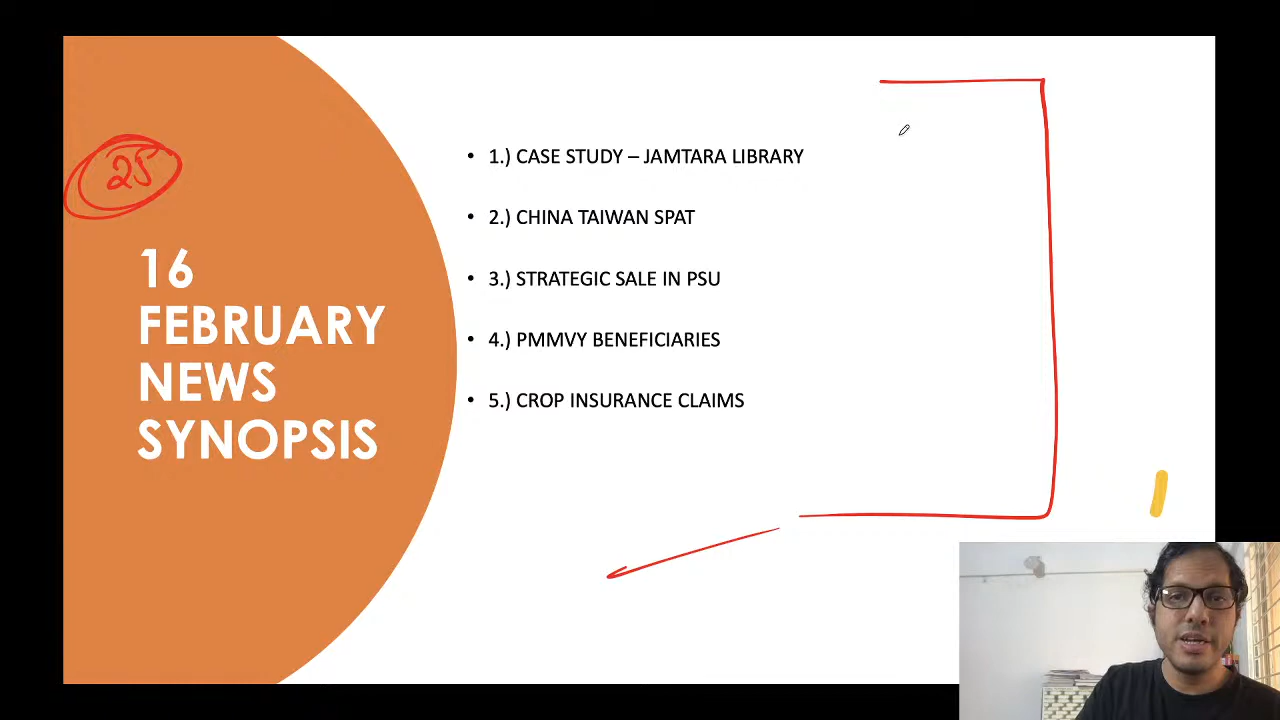 25
16
FEBRUARY
NEWS
SYNOPSIS
• 1.) CASE STUDY – JAMTARA LIBRARY
• 2.) CHINA TAIWAN SPAT
• 3.) STRATEGIC SALE IN PSU
• 4.) PMMVY BENEFICIARIES
• 5.) CROP INSURANCE CLAIMS